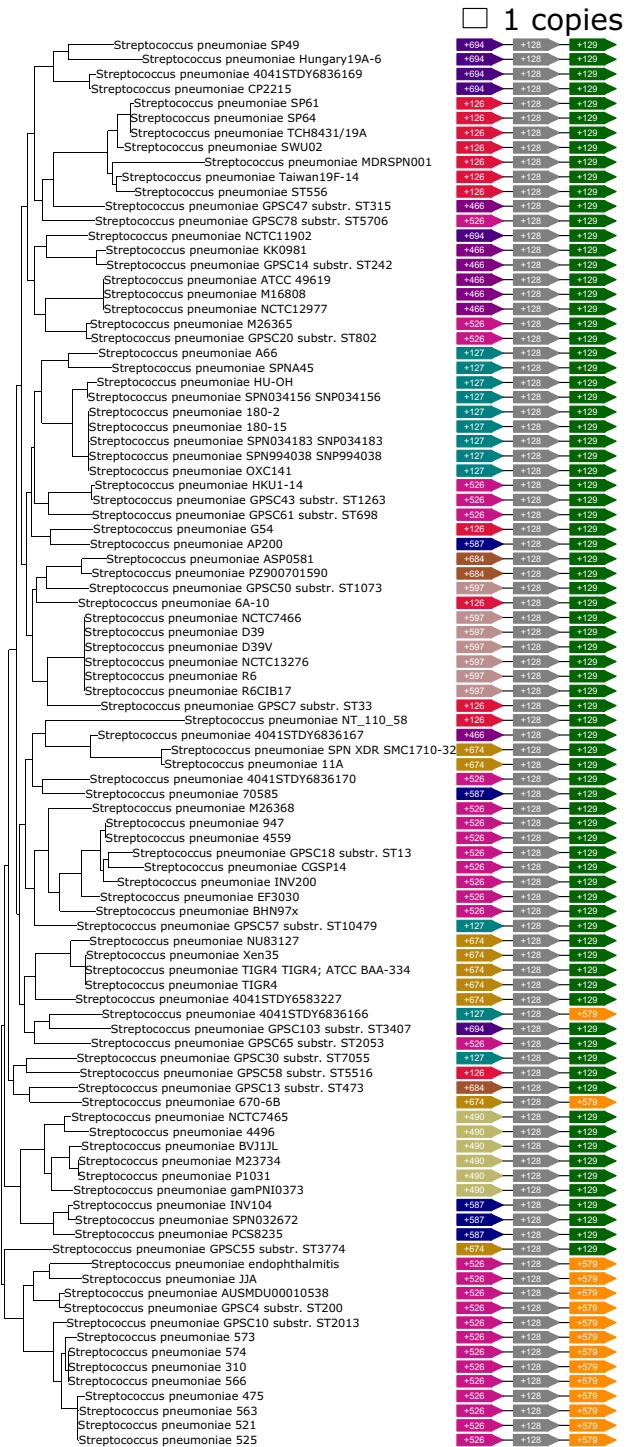 1 copies
Streptococcus pneumoniae SP49 +694 +128 +129
Streptococcus pneumoniae Hungary19A-6 +694 +128 +129
Streptococcus pneumoniae 4041STDY6836169 +694 +128 +129
Streptococcus pneumoniae CP2215 +694 +128 +129
Streptococcus pneumoniae SP61 +126 +128 +129
Streptococcus pneumoniae SP64 +126 +128 +129
Streptococcus pneumoniae TCH8431/19A +126 +128 +129
Streptococcus pneumoniae SWU02 +126 +128 +129
Streptococcus pneumoniae MDRSPN001 +126 +128 +129
Streptococcus pneumoniae Taiwan19F-14 +126 +128 +129
Streptococcus pneumoniae ST556 +126 +128 +129
Streptococcus pneumoniae GPSC47 substr. ST315 +466 +128 +129
Streptococcus pneumoniae GPSC78 substr. ST5706 +526 +128 +129
Streptococcus pneumoniae NCTC11902 +694 +128 +129
Streptococcus pneumoniae KK0981 +466 +128 +129
Streptococcus pneumoniae GPSC14 substr. ST242 +466 +128 +129
Streptococcus pneumoniae ATCC 49619 +466 +128 +129
Streptococcus pneumoniae M16808 +466 +128 +129
Streptococcus pneumoniae NCTC12977 +466 +128 +129
Streptococcus pneumoniae M26365 +526 +128 +129
Streptococcus pneumoniae GPSC20 substr. ST802 +526 +128 +129
Streptococcus pneumoniae A66 +127 +128 +129
Streptococcus pneumoniae SPNA45 +127 +128 +129
Streptococcus pneumoniae HU-OH +127 +128 +129
Streptococcus pneumoniae SPN034156 SNP034156 +127 +128 +129
Streptococcus pneumoniae 180-2 +127 +128 +129
Streptococcus pneumoniae 180-15 +127 +128 +129
Streptococcus pneumoniae SPN034183 SNP034183 +127 +128 +129
Streptococcus pneumoniae SPN994038 SNP994038 +127 +128 +129
Streptococcus pneumoniae OXC141 +127 +128 +129
Streptococcus pneumoniae HKU1-14 +526 +128 +129
Streptococcus pneumoniae GPSC43 substr. ST1263 +526 +128 +129
Streptococcus pneumoniae GPSC61 substr. ST698 +526 +128 +129
Streptococcus pneumoniae G54 +126 +128 +129
Streptococcus pneumoniae AP200 +587 +128 +129
Streptococcus pneumoniae ASP0581 +684 +128 +129
Streptococcus pneumoniae PZ900701590 +684 +128 +129
Streptococcus pneumoniae GPSC50 substr. ST1073 +597 +128 +129
Streptococcus pneumoniae 6A-10 +126 +128 +129
Streptococcus pneumoniae NCTC7466 +597 +128 +129
Streptococcus pneumoniae D39 +597 +128 +129
Streptococcus pneumoniae D39V +597 +128 +129
Streptococcus pneumoniae NCTC13276 +597 +128 +129
Streptococcus pneumoniae R6 +597 +128 +129
Streptococcus pneumoniae R6CIB17 +597 +128 +129
Streptococcus pneumoniae GPSC7 substr. ST33 +126 +128 +129
Streptococcus pneumoniae NT_110_58 +126 +128 +129
Streptococcus pneumoniae 4041STDY6836167 +466 +128 +129
Streptococcus pneumoniae SPN XDR SMC1710-32 +674 +128 +129
Streptococcus pneumoniae 11A +674 +128 +129
Streptococcus pneumoniae 4041STDY6836170 +526 +128 +129
Streptococcus pneumoniae 70585 +587 +128 +129
Streptococcus pneumoniae M26368 +526 +128 +129
Streptococcus pneumoniae 947 +526 +128 +129
Streptococcus pneumoniae 4559 +526 +128 +129
Streptococcus pneumoniae GPSC18 substr. ST13 +526 +128 +129
Streptococcus pneumoniae CGSP14 +526 +128 +129
Streptococcus pneumoniae INV200 +526 +128 +129
Streptococcus pneumoniae EF3030 +526 +128 +129
Streptococcus pneumoniae BHN97x +526 +128 +129
Streptococcus pneumoniae GPSC57 substr. ST10479 +127 +128 +129
Streptococcus pneumoniae NU83127 +674 +128 +129
Streptococcus pneumoniae Xen35 +674 +128 +129
Streptococcus pneumoniae TIGR4 TIGR4; ATCC BAA-334 +674 +128 +129
Streptococcus pneumoniae TIGR4 +674 +128 +129
Streptococcus pneumoniae 4041STDY6583227 +674 +128 +129
Streptococcus pneumoniae 4041STDY6836166 +127 +128 +579
Streptococcus pneumoniae GPSC103 substr. ST3407 +694 +128 +129
Streptococcus pneumoniae GPSC65 substr. ST2053 +526 +128 +129
Streptococcus pneumoniae GPSC30 substr. ST7055 +127 +128 +129
Streptococcus pneumoniae GPSC58 substr. ST5516 +126 +128 +129
Streptococcus pneumoniae GPSC13 substr. ST473 +684 +128 +129
Streptococcus pneumoniae 670-6B +674 +128 +579
Streptococcus pneumoniae NCTC7465 +490 +128 +129
Streptococcus pneumoniae 4496 +490 +128 +129
Streptococcus pneumoniae BVJ1JL +490 +128 +129
Streptococcus pneumoniae M23734 +490 +128 +129
Streptococcus pneumoniae P1031 +490 +128 +129
Streptococcus pneumoniae gamPNI0373 +490 +128 +129
Streptococcus pneumoniae INV104 +587 +128 +129
Streptococcus pneumoniae SPN032672 +587 +128 +129
Streptococcus pneumoniae PCS8235 +587 +128 +129
Streptococcus pneumoniae GPSC55 substr. ST3774 +674 +128 +129
Streptococcus pneumoniae endophthalmitis +526 +128 +579
Streptococcus pneumoniae JJA +526 +128 +579
Streptococcus pneumoniae AUSMDU00010538 +526 +128 +579
Streptococcus pneumoniae GPSC4 substr. ST200 +526 +128 +579
Streptococcus pneumoniae GPSC10 substr. ST2013 +526 +128 +579
Streptococcus pneumoniae 573 +526 +128 +579
Streptococcus pneumoniae 574 +526 +128 +579
Streptococcus pneumoniae 310 +526 +128 +579
Streptococcus pneumoniae 566 +526 +128 +579
Streptococcus pneumoniae 475 +526 +128 +579
Streptococcus pneumoniae 563 +526 +128 +579
Streptococcus pneumoniae 521 +526 +128 +579
Streptococcus pneumoniae 525 +526 +128 +579